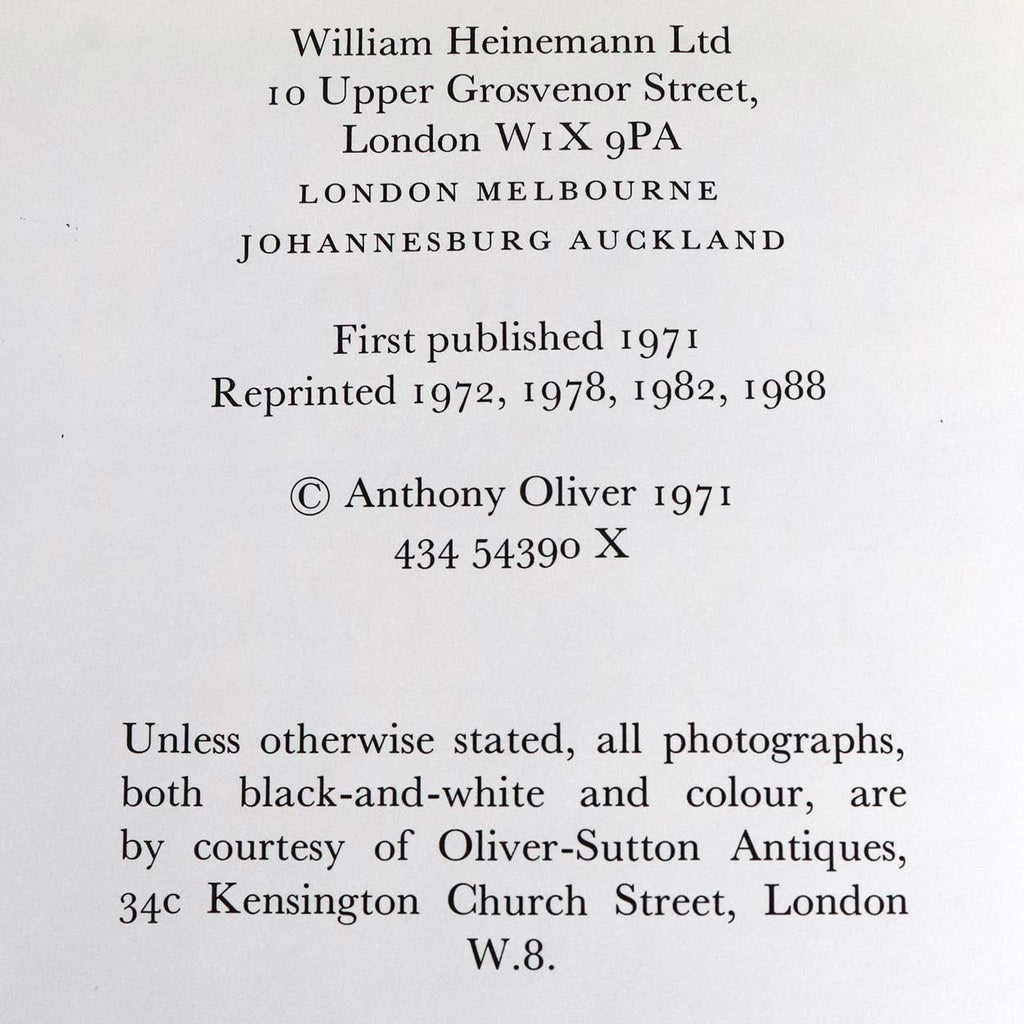 William Heinemann Ltd
10 Upper Grosvenor Street,
London W1X 9PA
LONDON MELBOURNE
JOHANNESBURG AUCKLAND
First published 1971
Reprinted 1972, 1978, 1982, 1988
© Anthony Oliver 1971
434 54390 X
Unless otherwise stated, all photographs,
both black-and-white and colour, are
by courtesy of Oliver-Sutton Antiques,
34c Kensington Church Street, London
W.8.